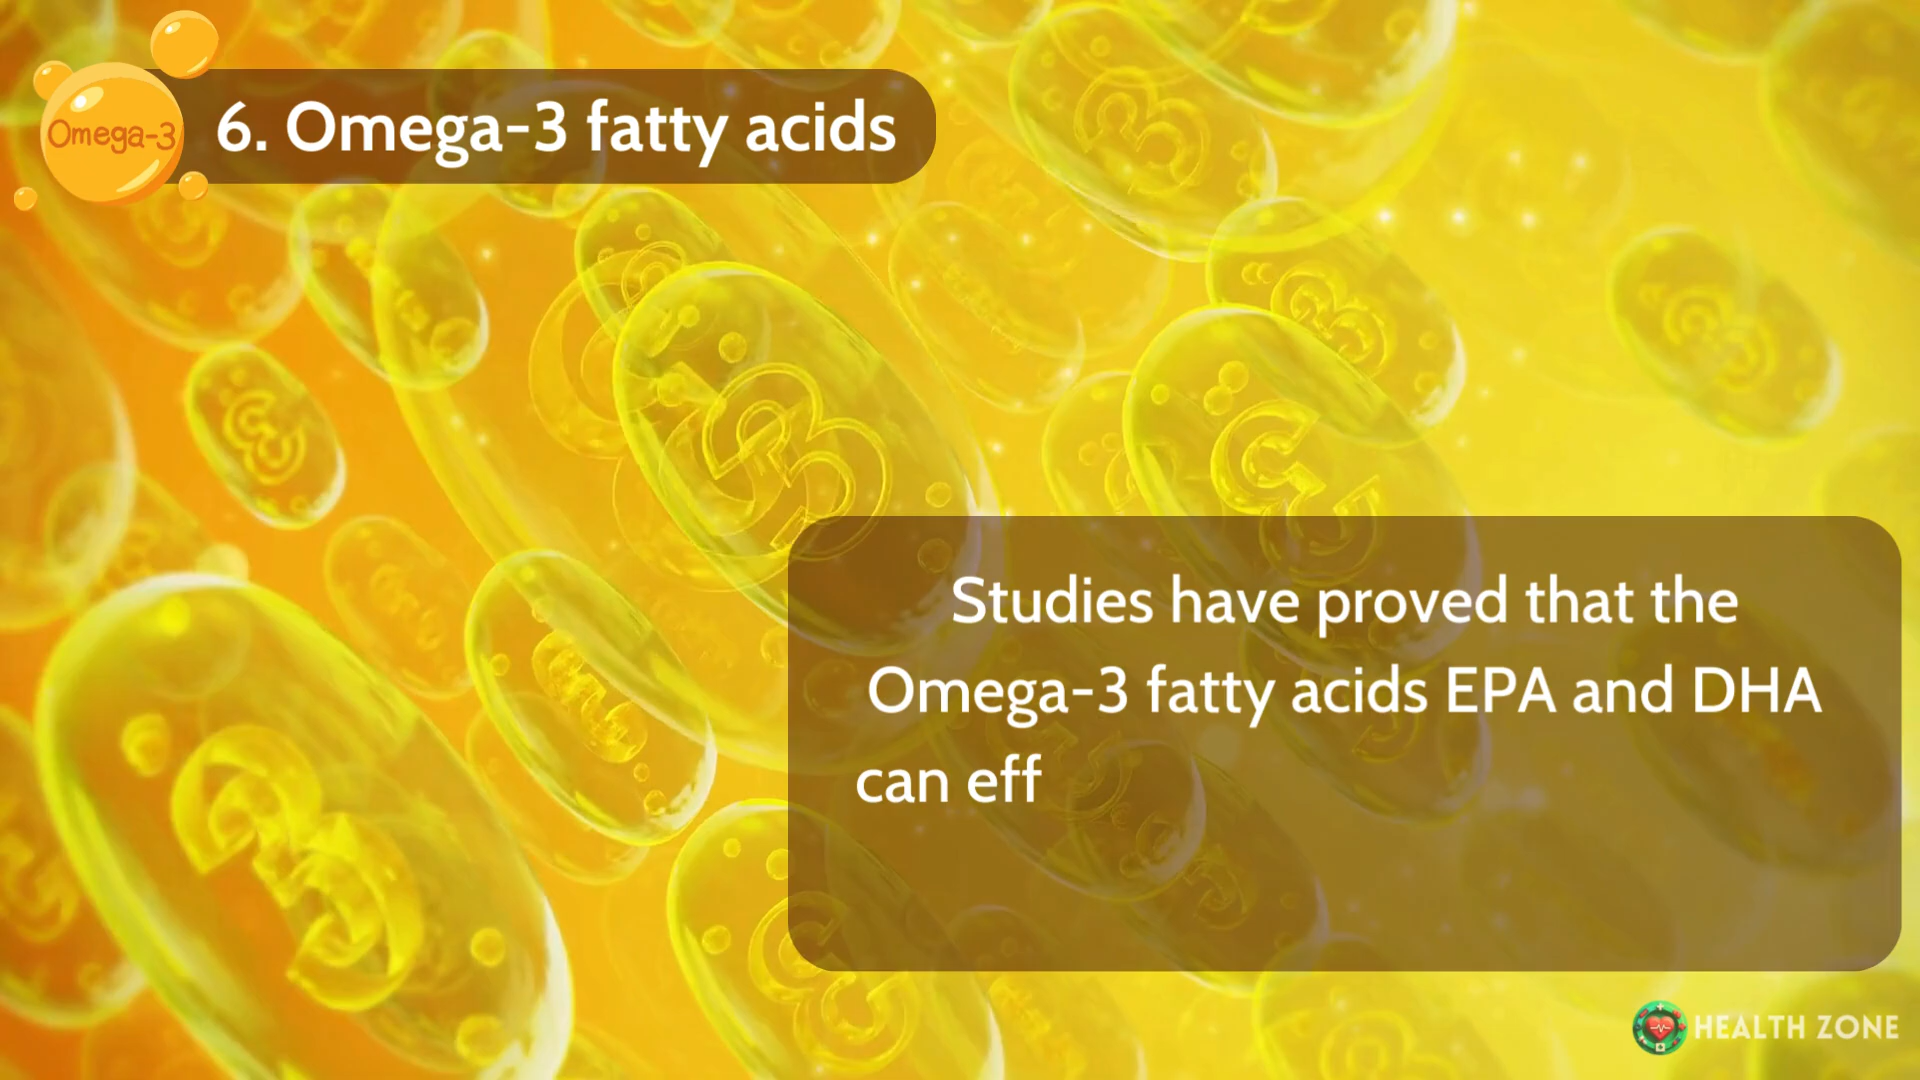 Omega-3
6. Omega-3 fatty acids
Studies have proved that the
Omega-3 fatty acids EPA and DHA
can eff
HEALTH ZONE